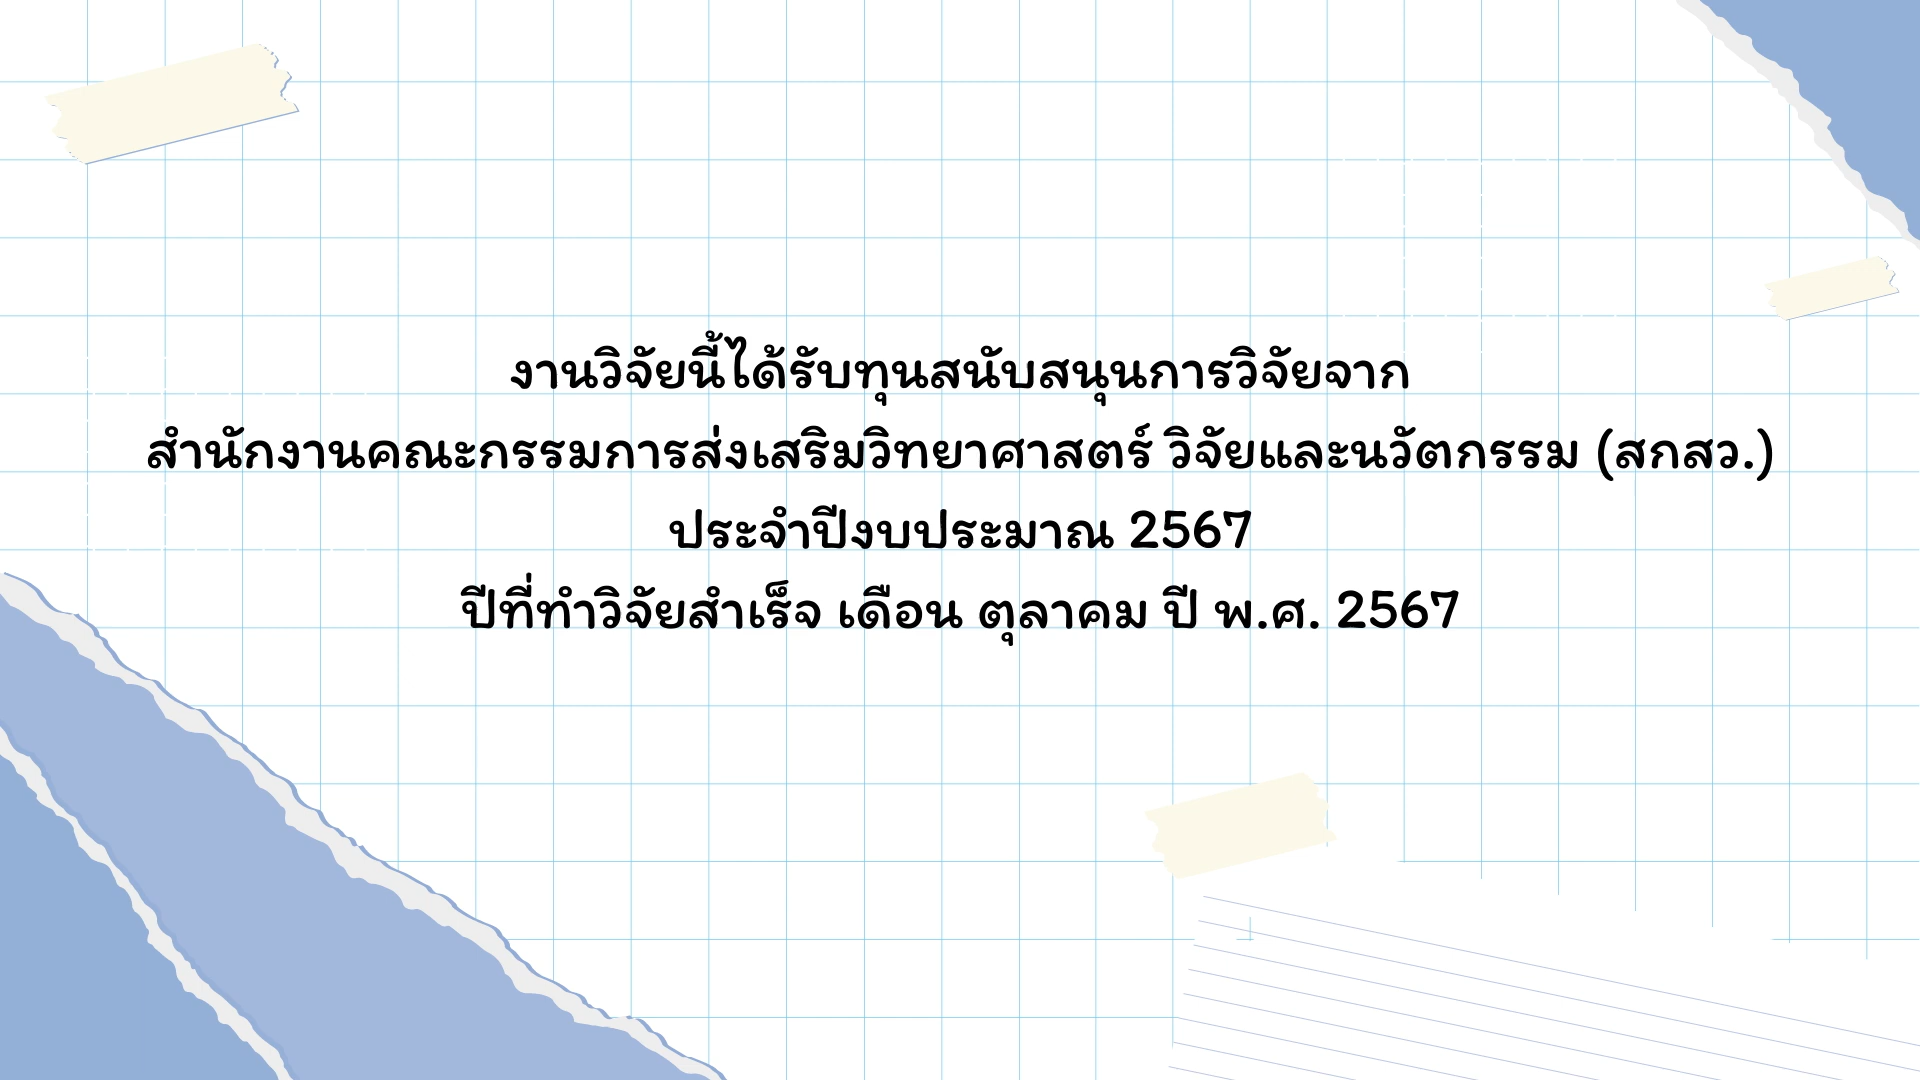 งานวิจัยนี้ได้รับทุนสนับสนุนการวิจัยจาก
สำนักงานคณะกรรมการส่งเสริมวิทยาศาสตร์ วิจัยและนวัตกรรม (สกสว.)
ประจำปีงบประมาณ 2567
ปีที่ทำวิจัยสำเร็จ เดือน ตุลาคม ปี พ.ศ. 2567